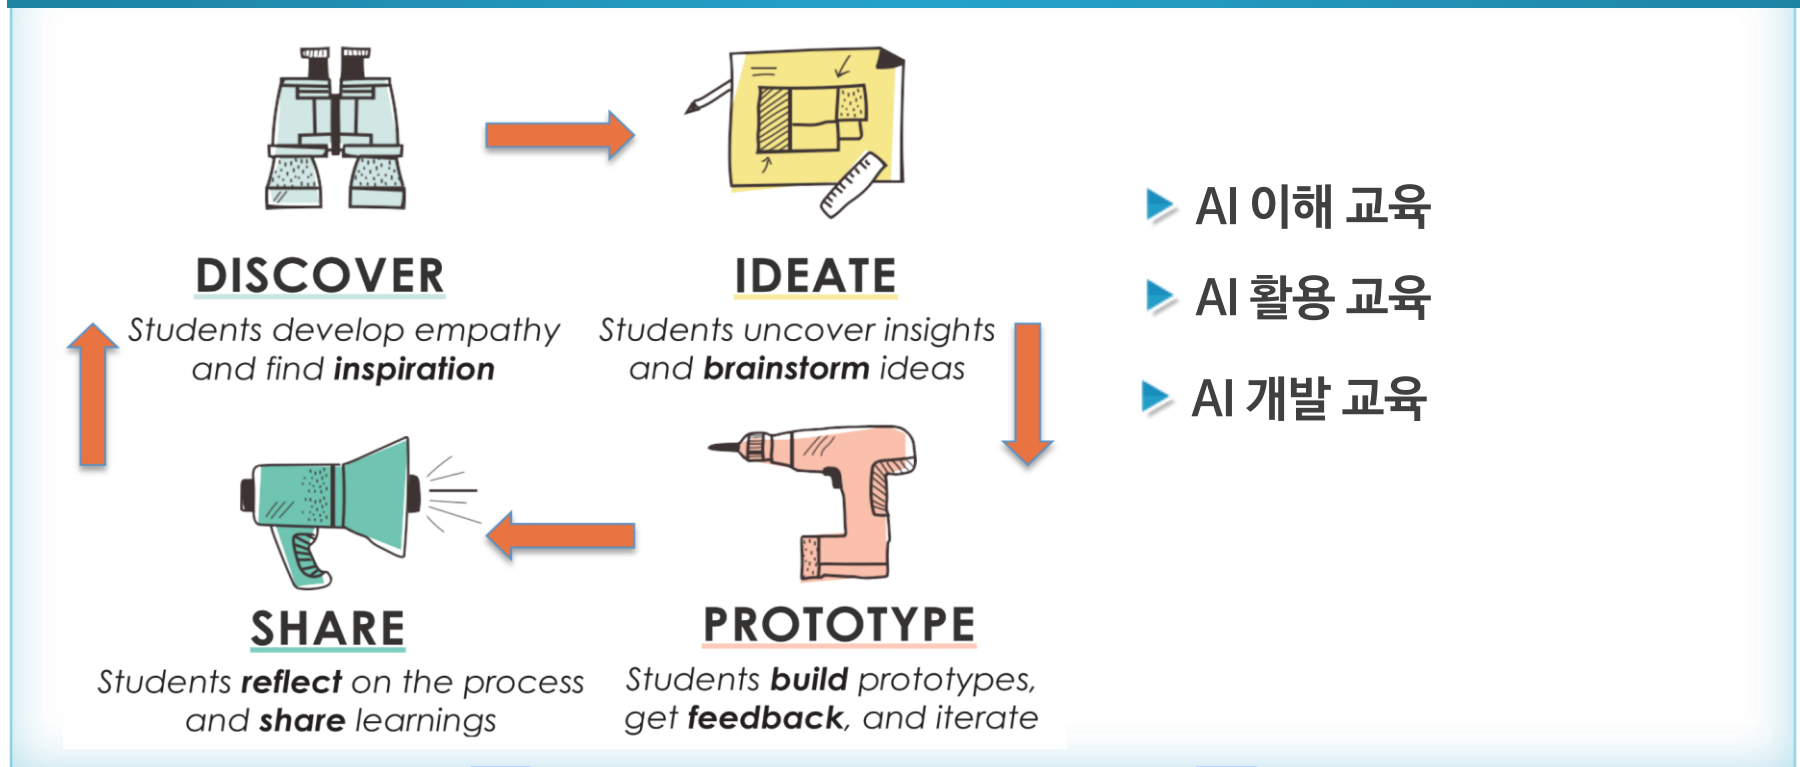 DISCOVER
Students develop empathy
and find inspiration
IDEATE
Students uncover insights
and brainstorm ideas
SHARE
Students reflect on the process
and share learnings
PROTOTYPE
Students build prototypes,
get feedback, and iterate
AI 이해 교육
AI 활용 교육
AI 개발 교육